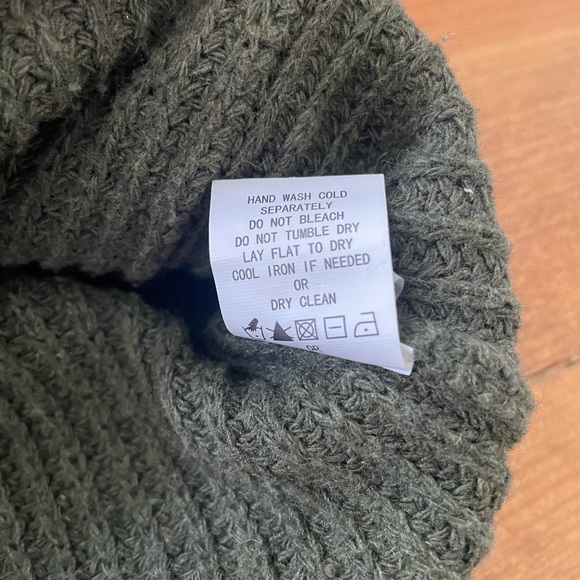 HAND WASH COLD
SEPARATELY
DO NOT BLEACH
DO NOT TUMBLE DRY
LAY FLAT TO DRY
COOL IRON IF NEEDED
OR
DRY CLEAN
OR